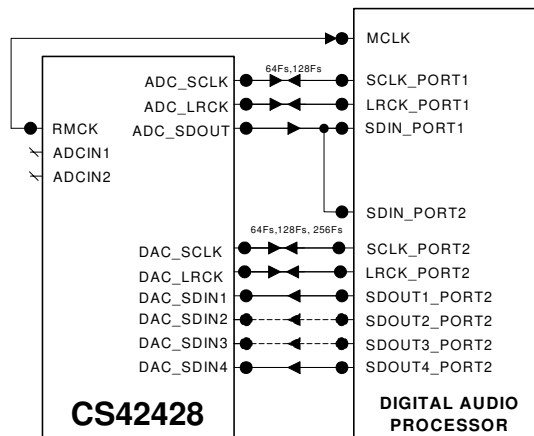 MCLK
64Fs,128Fs
ADC_SCLK
SCLK_PORT1
ADC_LRCK
LRCK_PORT1
RMCK
ADC_SDOUT
SDIN_PORT1
ADCIN1
ADCIN2
SDIN_PORT2
64Fs,128Fs, 256Fs
DAC_SCLK
SCLK_PORT2
DAC_LRCK
LRCK_PORT2
DAC_SDIN1
SDOUT1_PORT2
DAC_SDIN2
SDOUT2_PORT2
DAC_SDIN3
SDOUT3_PORT2
DAC_SDIN4
SDOUT4_PORT2
CS42428
DIGITAL AUDIO
PROCESSOR